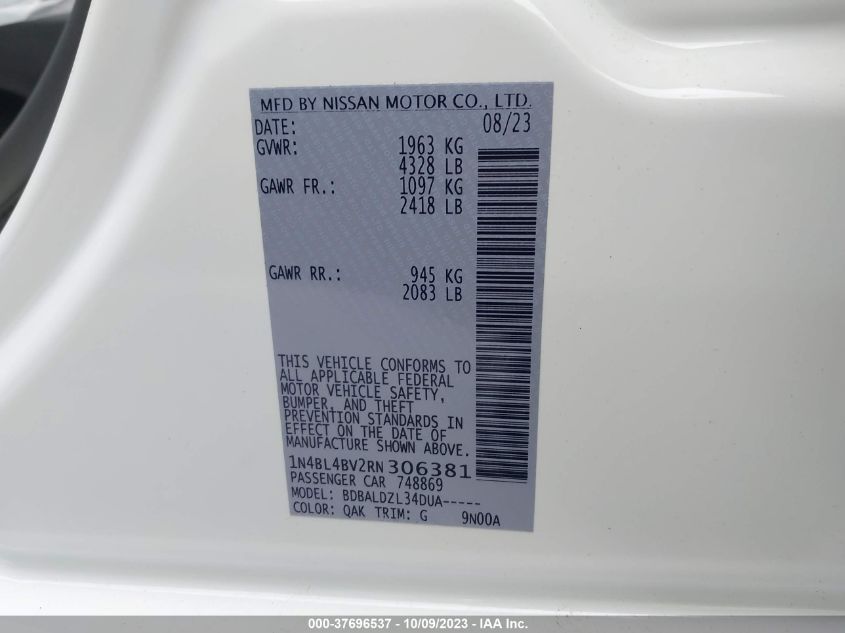 MFD BY NISSAN MOTOR CO., LTD.
DATE: 08/23
GVWR: 1963 KG
4328 LB
GAWR FR.: 1097 KG
2418 LB
GAWR RR.: 945 KG
2083 LB
THIS VEHICLE CONFORMS TO
ALL APPLICABLE FEDERAL
MOTOR VEHICLE SAFETY,
BUMPER, AND THEFT
PREVENTION STANDARDS IN
EFFECT ON THE DATE OF
MANUFACTURE SHOWN ABOVE.
1N4BL4BV2RN306381
PASSENGER CAR 748869
MODEL: BDBALDZL34DUA-----
COLOR: QAK TRIM: G 9N00A
000-37696537 - 10/09/2023 - IAA Inc.